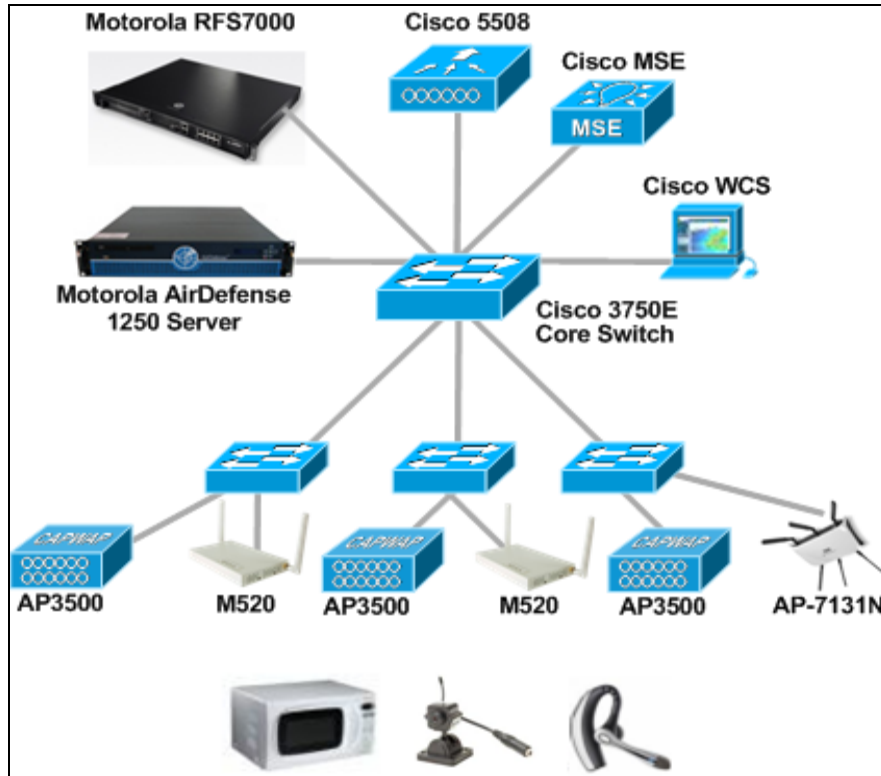 Motorola RFS7000
Cisco 5508
Cisco MSE
MSE
Cisco WCS
Motorola AirDefense
1250 Server
Cisco 3750E
Core Switch
CAPWAP
CAPWAP
CAPWAP
AP3500
M520
AP3500
M520
AP3500
AP-7131N